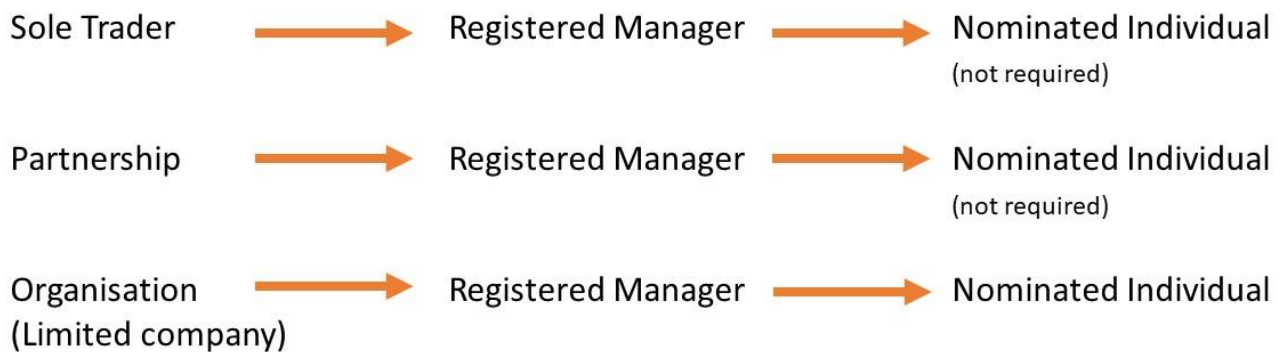 Sole Trader Registered Manager Nominated Individual
(not required)
Partnership Registered Manager Nominated Individual
(not required)
Organisation Registered Manager Nominated Individual
(Limited company)